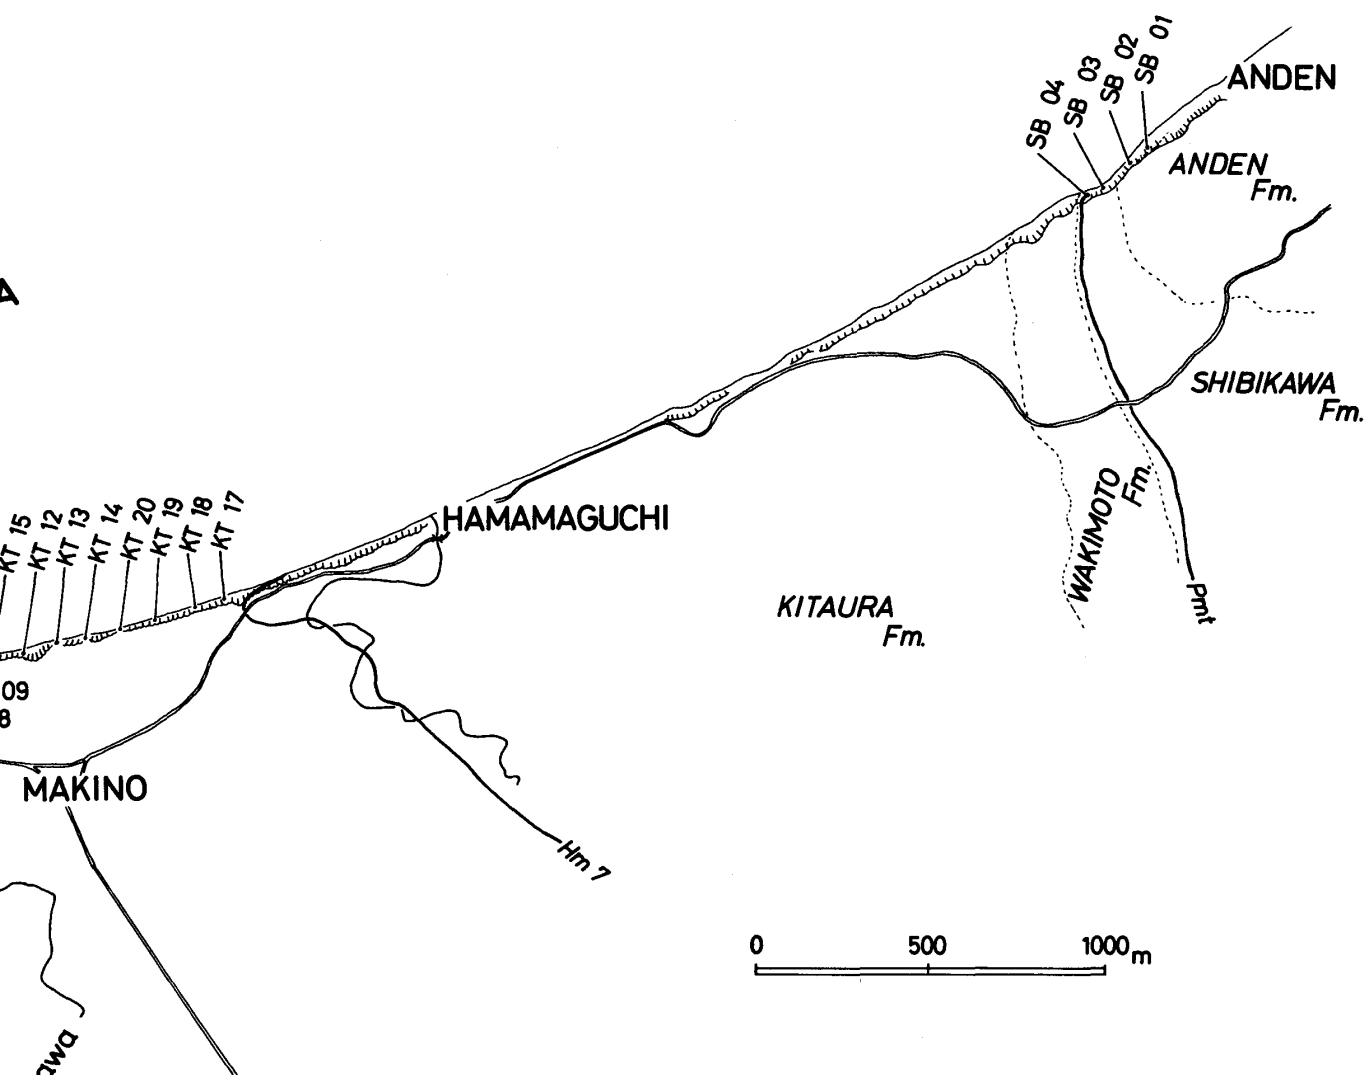 SB 04
SB 03
SB 02
SB 01
ANDEN
ANDEN
Fm.
A
SHIBIKAWA
Fm.
WAKIMOTO
Fm.
KT 15
KT 12
KT 13
KT 14
KT 20
KT 19
KT 18
KT 17
HAMAMAGUCHI
KITAURA
Fm.
Pmt
09
8
MAKINO
Hm 7
0 500 1000 m
awa